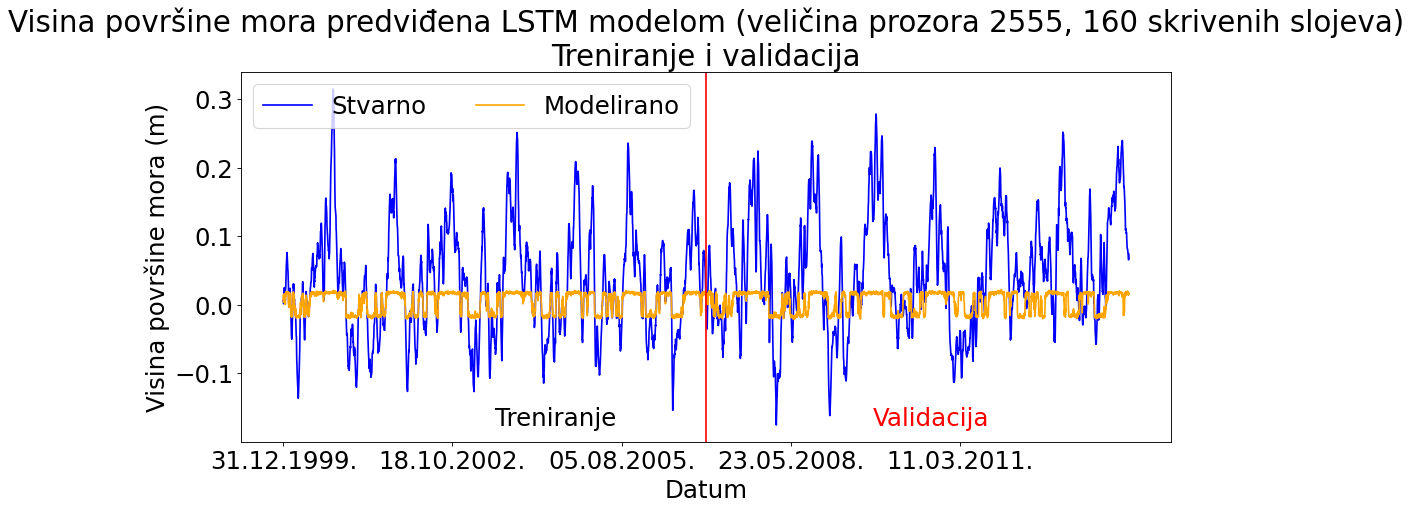 Visina površine mora predviđena LSTM modelom (veličina prozora 2555, 160 skrivenih slojeva)
Treniranje i validacija
Stvarno
Modelirano
Visina površine mora (m)
0.3
0.2
0.1
0.0
−0.1
Treniranje
Validacija
31.12.1999.
18.10.2002.
05.08.2005.
23.05.2008.
11.03.2011.
Datum